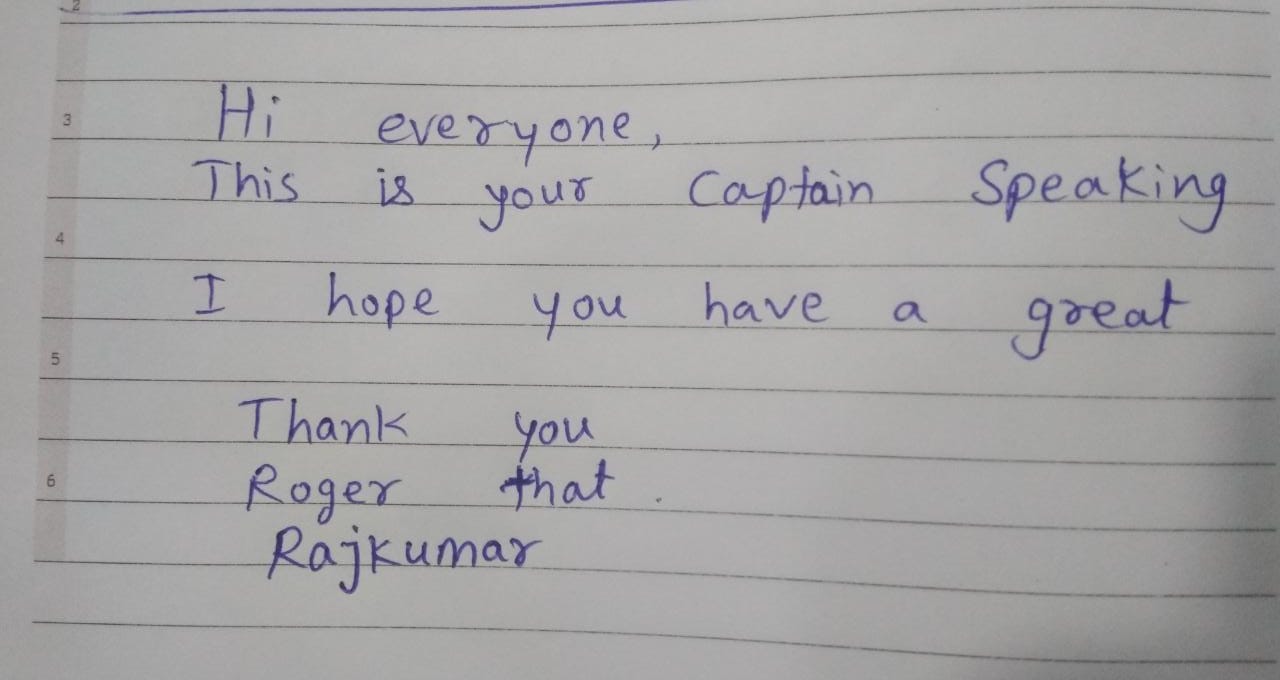 2
3
Hi everyone,
This is your Captain Speaking
4
I hope you have a great
5
Thank you
6
Roger that.
Rajkumar